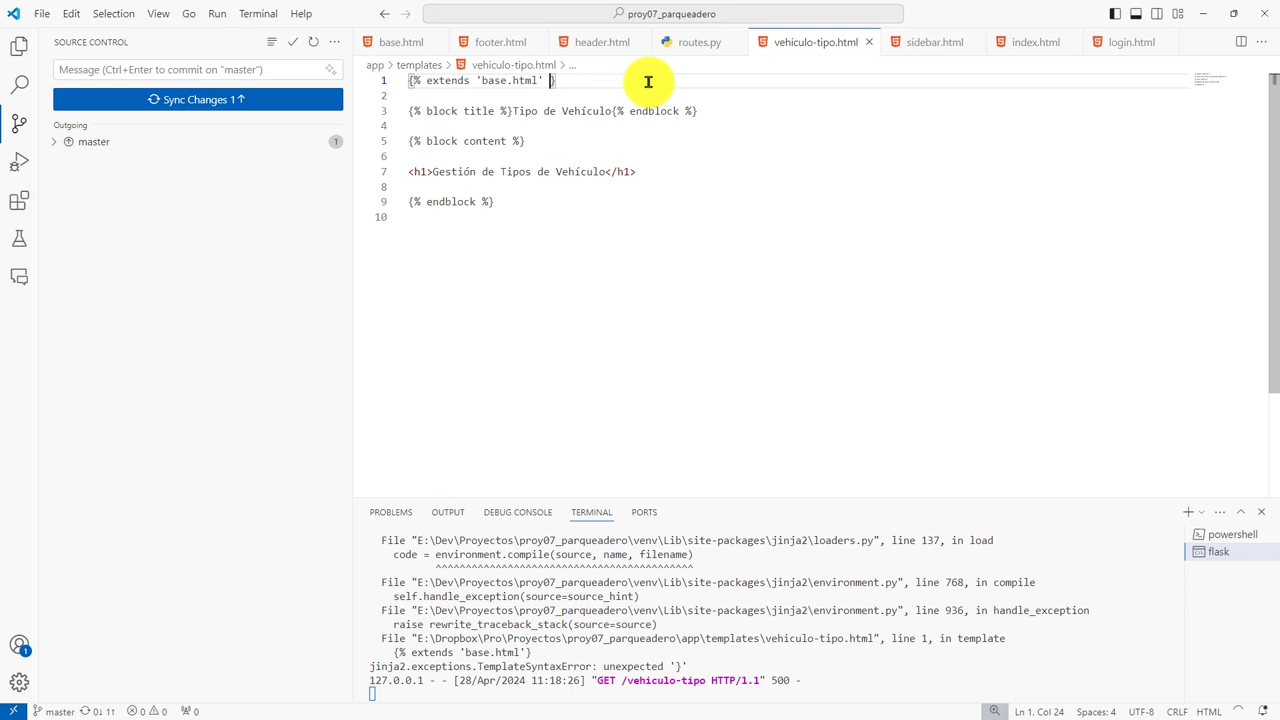 File Edit Selection View Go Run Terminal Help proy07_parqueadero
SOURCE CONTROL
base.html footer.html header.html routes.py vehiculo-tipo.html sidebar.html index.html login.html
app > templates > vehiculo-tipo.html > ...
Message (Ctrl+Enter to commit on "master")
Sync Changes 1↑
Outgoing
master 1
1 {% extends 'base.html' }
2
3 {% block title %}Tipo de Vehículo{% endblock %}
4
5 {% block content %}
6
7 <h1>Gestión de Tipos de Vehículo</h1>
8
9 {% endblock %}
10
PROBLEMS OUTPUT DEBUG CONSOLE TERMINAL PORTS
powershell
flask
File "E:\Dev\Proyectos\proy07_parqueadero\venv\Lib\site-packages\jinja2\loaders.py", line 137, in load
code = environment.compile(source, name, filename)
^^^^^^^^^^^^^^^^^^^^^^^^^^^^^^^^^^^^^^^^^^^
File "E:\Dev\Proyectos\proy07_parqueadero\venv\Lib\site-packages\jinja2\environment.py", line 768, in compile
self.handle_exception(source=source_hint)
File "E:\Dev\Proyectos\proy07_parqueadero\venv\Lib\site-packages\jinja2\environment.py", line 936, in handle_exception
raise rewrite_traceback_stack(source=source)
File "E:\Dropbox\Pro\Proyectos\proy07_parqueadero\app\templates\vehiculo-tipo.html", line 1, in template
{% extends 'base.html'}
jinja2.exceptions.TemplateSyntaxError: unexpected '}'
127.0.0.1 - - [28/Apr/2024 11:18:26] "GET /vehiculo-tipo HTTP/1.1" 500 -
1
master 0↓ 1↑ 0 0 0 Ln 1, Col 24 Spaces: 4 UTF-8 CRLF HTML